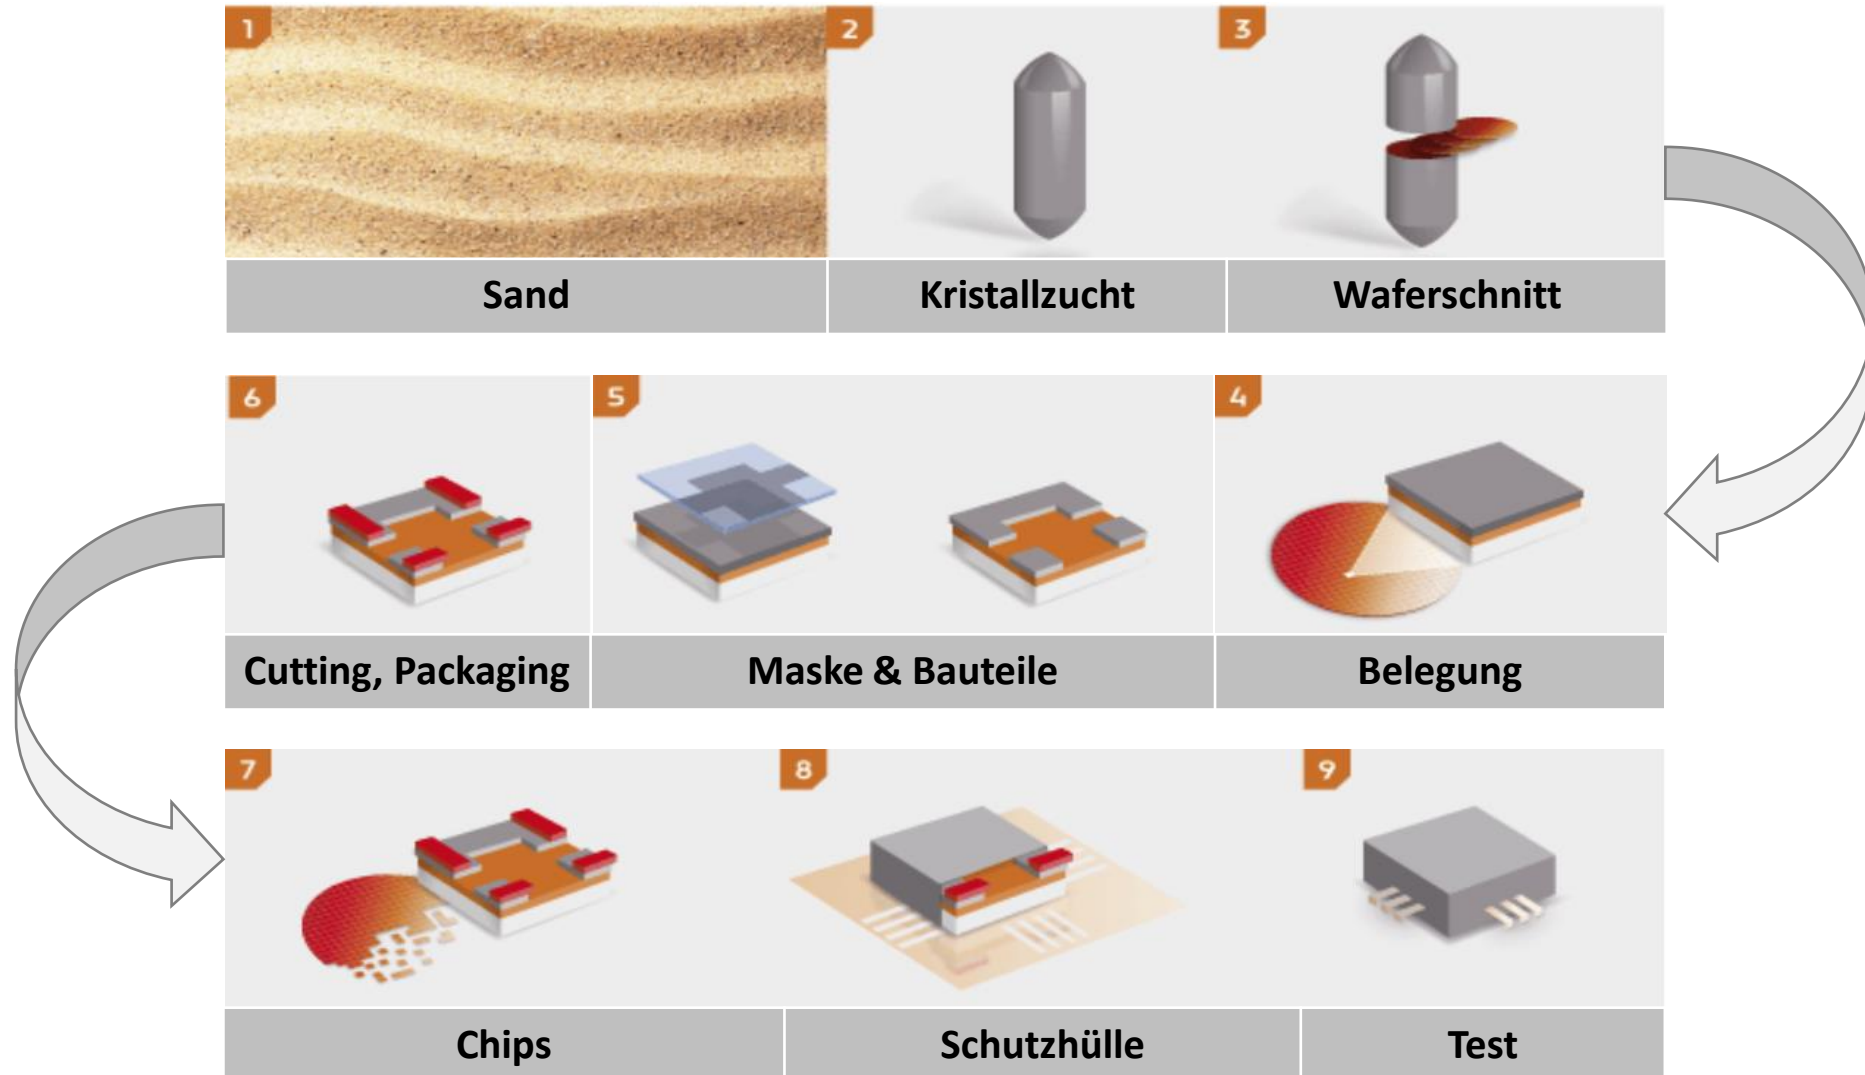 1
2
3
Sand
Kristallzucht
Waferschnitt
6
5
4
Cutting, Packaging
Maske & Bauteile
Belegung
7
8
9
Chips
Schutzhülle
Test